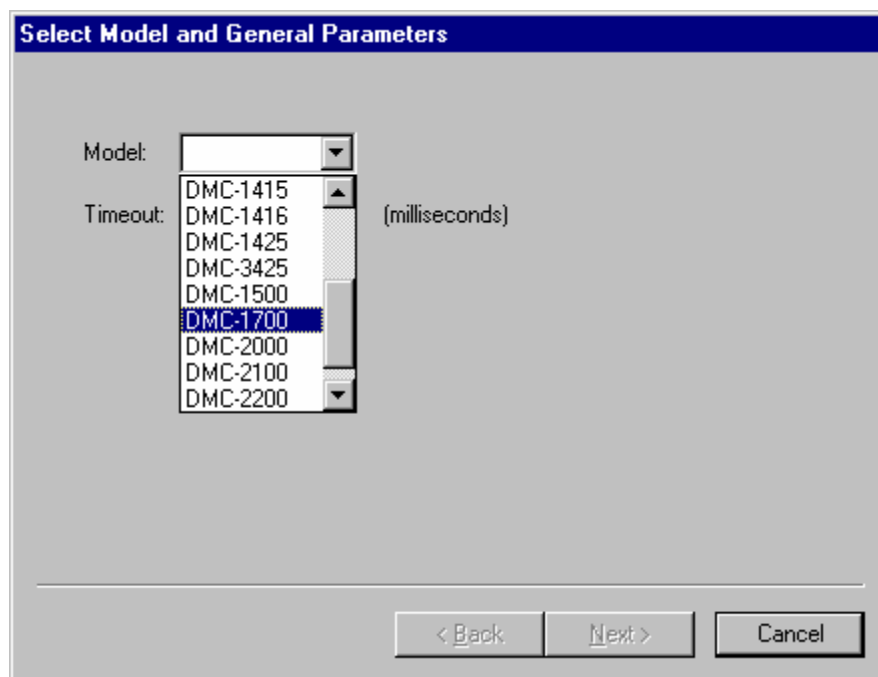 Select Model and General Parameters
Model:
DMC-1415
Timeout: DMC-1416 (milliseconds)
DMC-1425
DMC-3425
DMC-1500
DMC-1700
DMC-2000
DMC-2100
DMC-2200
< Back Next > Cancel